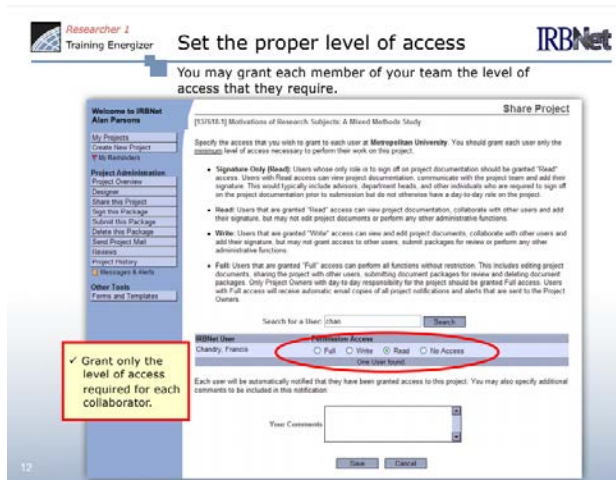 Researcher 1
Training Energizer
Set the proper level of access
IRBNet
You may grant each member of your team the level of
access that they require.
Welcome to IRBNet
Alan Parsons
My Projects
Create New Project
My Reminders
Project Administration
Project Overview
Designer
Share this Project
Sign this Package
Submit this Package
Delete this Package
Send Project Mail
Reviews
Project History
Messages & Alerts
Other Tools
Forms and Templates
Share Project
[137618-1] Motivations of Research Subjects: A Mixed Methods Study
Specify the access that you wish to grant to each user at Metropolitan University. You should grant each user only the
minimum level of access necessary to perform their work on this project.
• Signature Only (Read): Users whose only role is to sign off on project documentation should be granted "Read"
access. Users with Read access can view project documentation, communicate with the project team and add their
signature. This would typically include advisors, department heads, and other individuals who are required to sign off
on the project documentation prior to submission but do not otherwise have a day-to-day role on the project.
• Read: Users that are granted "Read" access can view project documentation, collaborate with other users and add
their signature, but may not edit project documents or perform any other administrative functions.
• Write: Users that are granted "Write" access can view and edit project documents, collaborate with other users and
add their signature, but may not grant access to other users, submit packages for review or perform any other
administrative functions.
• Full: Users that are granted "Full" access can perform all functions without restriction. This includes editing project
documents, sharing the project with other users, submitting document packages for review and deleting document
packages. Only Project Owners with day-to-day responsibility for the project should be granted Full access. Users
with Full access will receive automatic email copies of all project notifications and alerts that are sent to the Project
Owners.
Search for a User: chan
Search
IRBNet User
Permission Access
Chandry, Francis
Full Write Read No Access
One User found.
✓ Grant only the
level of access
required for each
collaborator.
Each user will be automatically notified that they have been granted access to this project. You may also specify additional
comments to be included in this notification.
Your Comments
Save Cancel
12